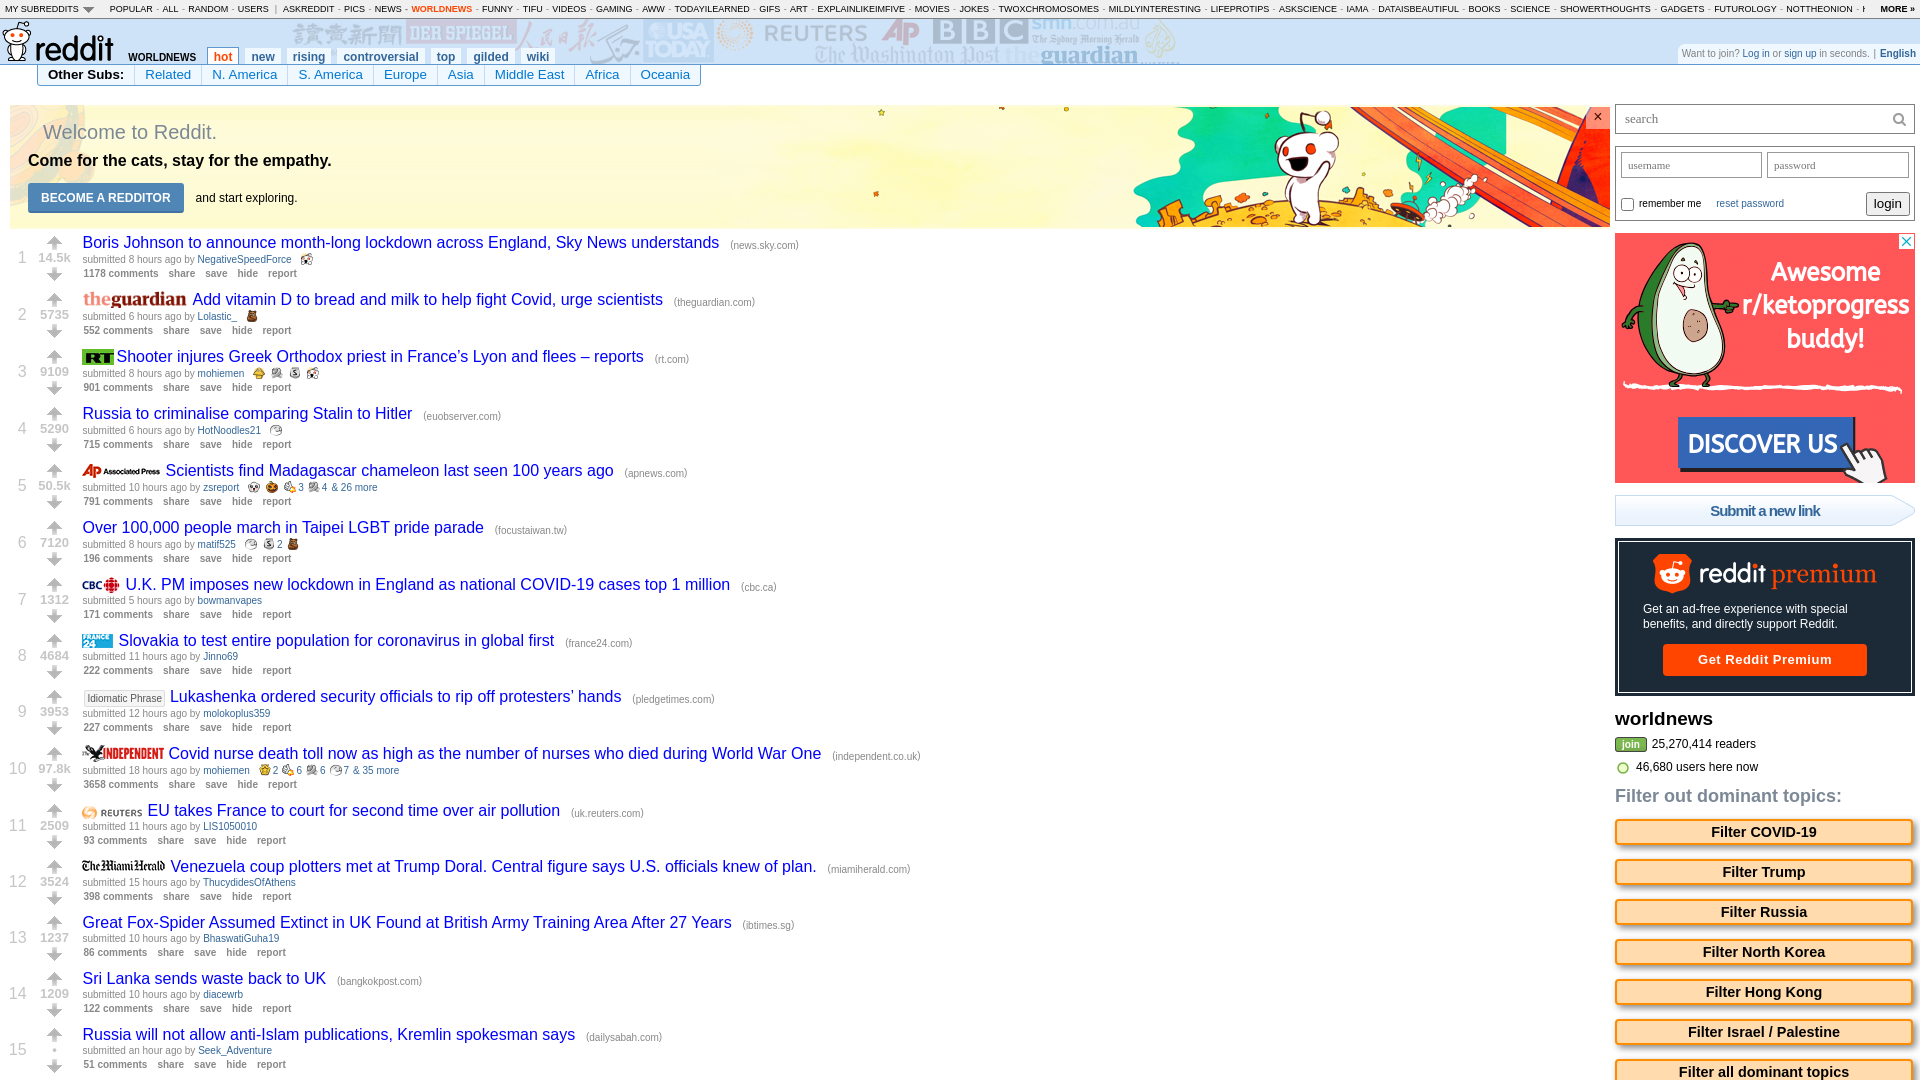 MY SUBREDDITS POPULAR - ALL - RANDOM - USERS | ASKREDDIT - PICS - NEWS - WORLDNEWS - FUNNY - TIFU - VIDEOS - GAMING - AWW - TODAYILEARNED - GIFS - ART - EXPLAINLIKEIMFIVE - MOVIES - JOKES - TWOXCHROMOSOMES - MILDLYINTERESTING - LIFEPROTIPS - ASKSCIENCE - IAMA - DATAISBEAUTIFUL - BOOKS - SCIENCE - SHOWERTHOUGHTS - GADGETS - FUTUROLOGY - NOTTHEONION - MORE »
reddit WORLDNEWS hot new rising controversial top gilded wiki
USA TODAY REUTERS AP BBC smh.com.au
The Sydney Morning Herald
The Washington Post theguardian
Want to join? Log in or sign up in seconds. | English
Other Subs: Related N. America S. America Europe Asia Middle East Africa Oceania
Welcome to Reddit.
Come for the cats, stay for the empathy.
BECOME A REDDITOR and start exploring.
×
1 14.5k Boris Johnson to announce month-long lockdown across England, Sky News understands (news.sky.com)
submitted 8 hours ago by NegativeSpeedForce
1178 comments share save hide report
2 5735 theguardian Add vitamin D to bread and milk to help fight Covid, urge scientists (theguardian.com)
submitted 6 hours ago by Lolastic_
552 comments share save hide report
3 9109 RT Shooter injures Greek Orthodox priest in France’s Lyon and flees – reports (rt.com)
submitted 8 hours ago by mohiemen
901 comments share save hide report
4 5290 Russia to criminalise comparing Stalin to Hitler (euobserver.com)
submitted 6 hours ago by HotNoodles21
715 comments share save hide report
5 50.5k AP Associated Press Scientists find Madagascar chameleon last seen 100 years ago (apnews.com)
submitted 10 hours ago by zsreport 3 4 & 26 more
791 comments share save hide report
6 7120 Over 100,000 people march in Taipei LGBT pride parade (focustaiwan.tw)
submitted 8 hours ago by matif525 2
196 comments share save hide report
7 1312 CBC U.K. PM imposes new lockdown in England as national COVID-19 cases top 1 million (cbc.ca)
submitted 5 hours ago by bowmanvapes
171 comments share save hide report
8 4684 FRANCE 24 Slovakia to test entire population for coronavirus in global first (france24.com)
submitted 11 hours ago by Jinno69
222 comments share save hide report
9 3953 Idiomatic Phrase Lukashenka ordered security officials to rip off protesters’ hands (pledgetimes.com)
submitted 12 hours ago by molokoplus359
227 comments share save hide report
10 97.8k INDEPENDENT Covid nurse death toll now as high as the number of nurses who died during World War One (independent.co.uk)
submitted 18 hours ago by mohiemen 2 6 6 7 & 35 more
3658 comments share save hide report
11 2509 REUTERS EU takes France to court for second time over air pollution (uk.reuters.com)
submitted 11 hours ago by LIS1050010
93 comments share save hide report
12 3524 The Miami Herald Venezuela coup plotters met at Trump Doral. Central figure says U.S. officials knew of plan. (miamiherald.com)
submitted 15 hours ago by ThucydidesOfAthens
398 comments share save hide report
13 1237 Great Fox-Spider Assumed Extinct in UK Found at British Army Training Area After 27 Years (ibtimes.sg)
submitted 10 hours ago by BhaswatiGuha19
86 comments share save hide report
14 1209 Sri Lanka sends waste back to UK (bangkokpost.com)
submitted 10 hours ago by diacewrb
122 comments share save hide report
15 • Russia will not allow anti-Islam publications, Kremlin spokesman says (dailysabah.com)
submitted an hour ago by Seek_Adventure
51 comments share save hide report
search
username password
remember me reset password login
Awesome
r/ketoprogress
buddy!
DISCOVER US
Submit a new link
reddit premium
Get an ad-free experience with special
benefits, and directly support Reddit.
Get Reddit Premium
worldnews
join 25,270,414 readers
46,680 users here now
Filter out dominant topics:
Filter COVID-19
Filter Trump
Filter Russia
Filter North Korea
Filter Hong Kong
Filter Israel / Palestine
Filter all dominant topics